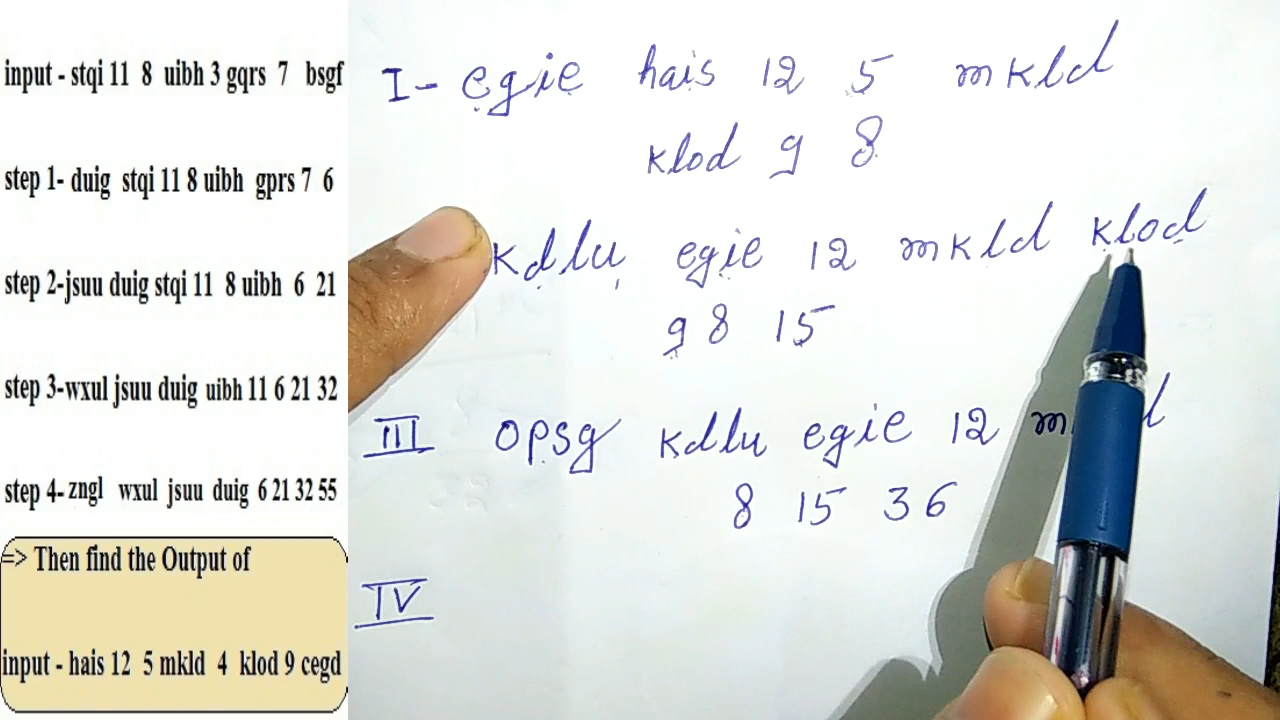 input - stqi 11 8 uibh 3 gqrs 7 bsgf
step 1- duig stqi 11 8 uibh gprs 7 6
step 2-jsuu duig stqi 11 8 uibh 6 21
step 3-wxul jsuu duig uibh 11 6 21 32
step 4- zngl wxul jsuu duig 6 21 32 55
=> Then find the Output of
input - hais 12 5 mkld 4 klod 9 cegd
I- egie hais 12 5 mkld
klod 9 8
kdlu egie 12 mkld klod
9 8 15
III opsg kdlu egie 12
8 15 36
IV